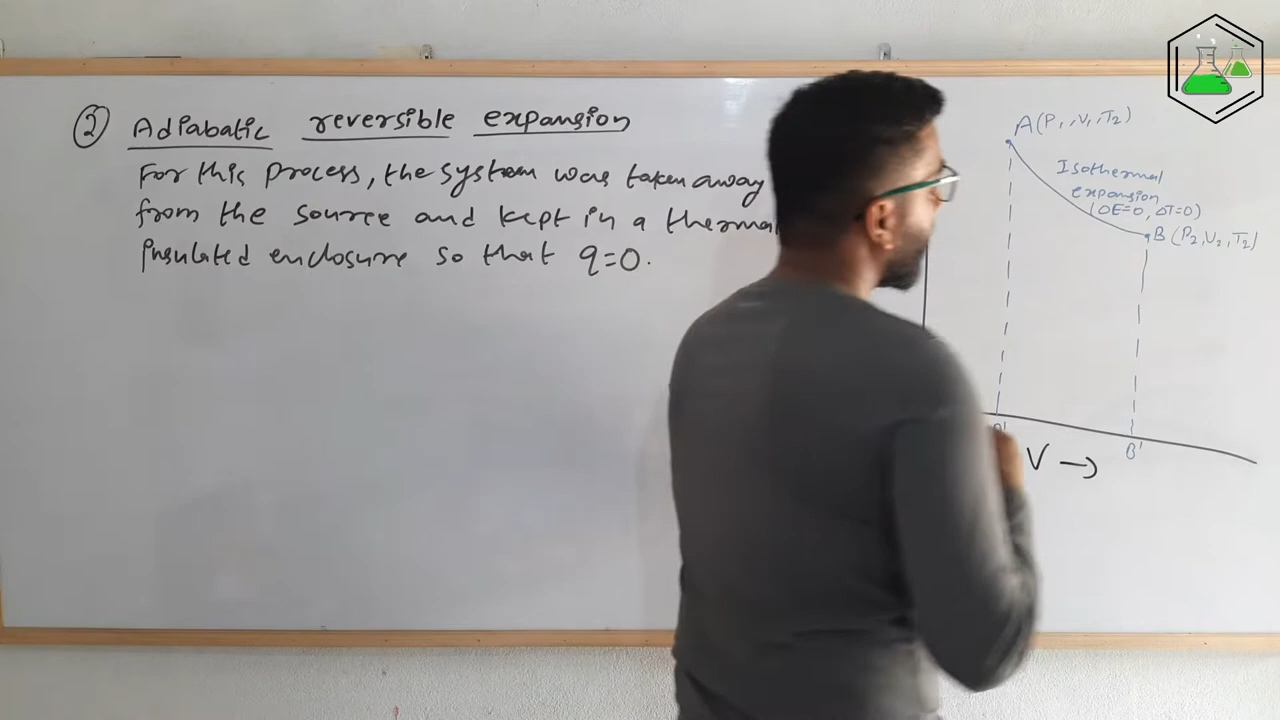 ② Adiabatic reversible expansion
For this process, the system was taken away
from the source and kept in a thermal
insulated enclosure so that q=0.
A(P₁,V₁,T₂)
Isothermal
expansion
(ΔE=0, ΔT=0)
B(P₂,V₂,T₂)
B'
V →